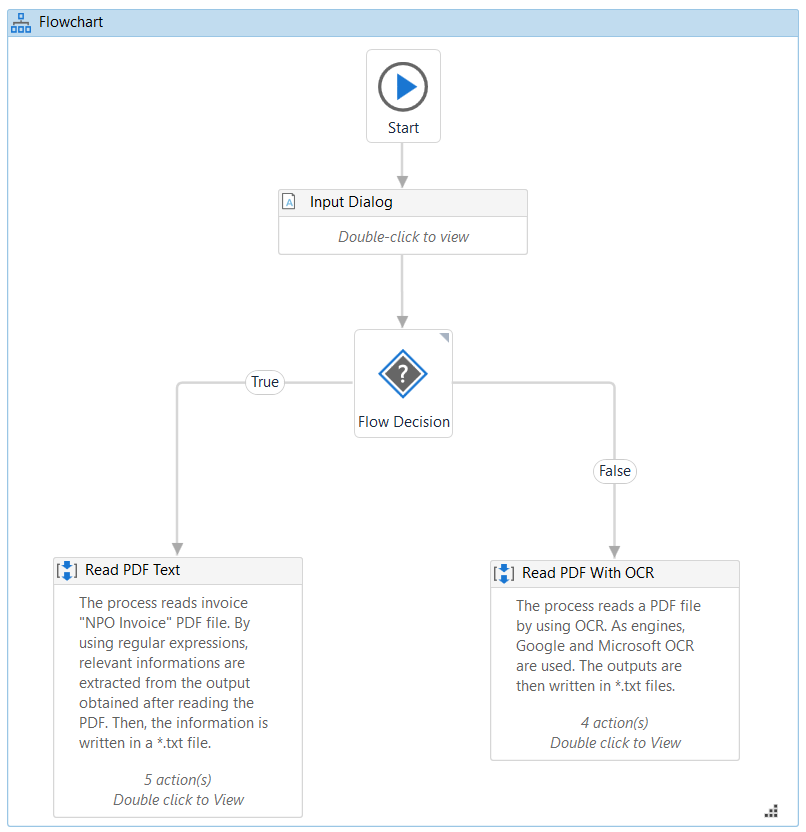 Flowchart
Start
Input Dialog
Double-click to view
?
Flow Decision
True
False
Read PDF Text
The process reads invoice
"NPO Invoice" PDF file. By
using regular expressions,
relevant informations are
extracted from the output
obtained after reading the
PDF. Then, the information is
written in a *.txt file.
5 action(s)
Double click to View
Read PDF With OCR
The process reads a PDF file
by using OCR. As engines,
Google and Microsoft OCR
are used. The outputs are
then written in *.txt files.
4 action(s)
Double click to View